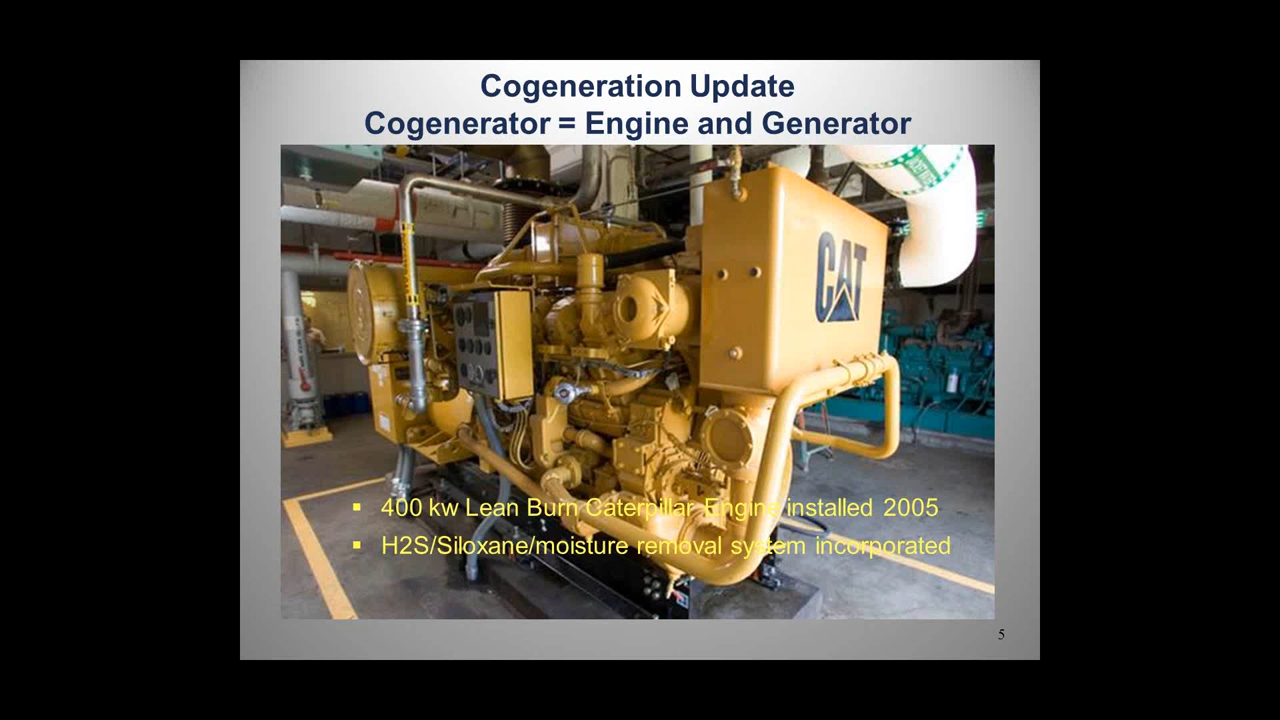 Cogeneration Update
Cogenerator = Engine and Generator
CAT
▪ 400 kw Lean Burn Caterpillar Engine installed 2005
▪ H2S/Siloxane/moisture removal system incorporated
5